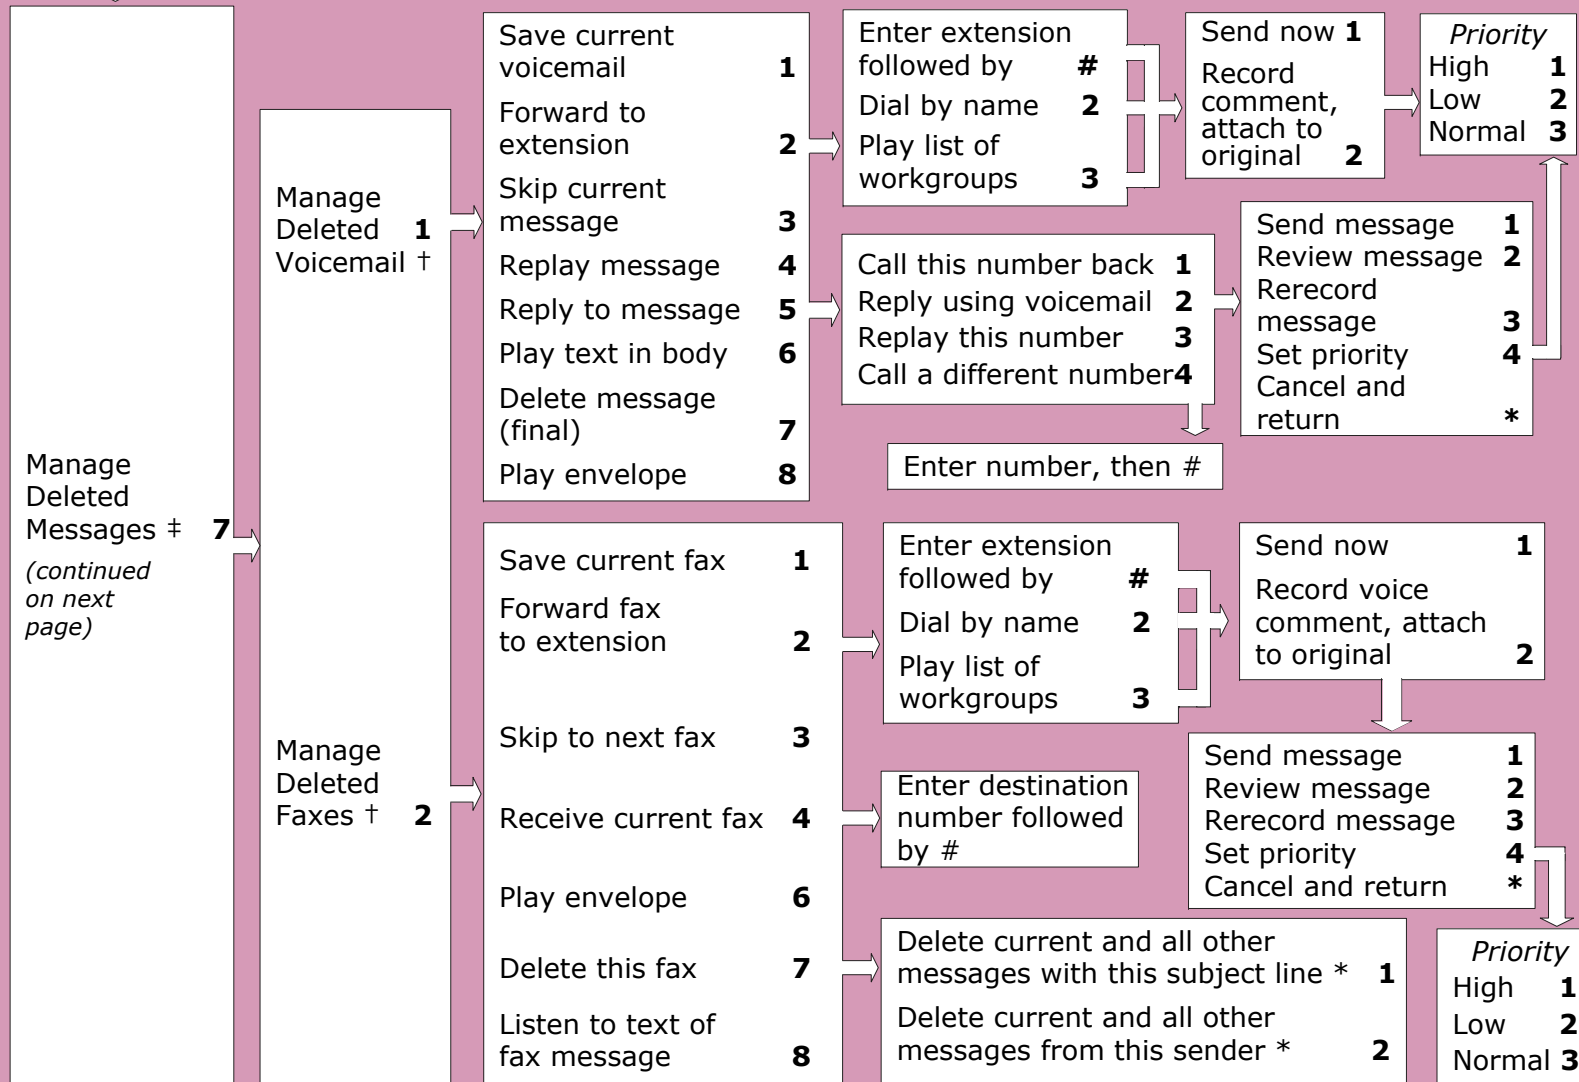 Manage
Deleted
Messages ‡ 7
(continued
on next
page)
Manage
Deleted 1
Voicemail †
Manage
Deleted
Faxes † 2
Save current
voicemail 1
Forward to
extension 2
Skip current
message 3
Replay message 4
Reply to message 5
Play text in body 6
Delete message
(final) 7
Play envelope 8
Enter extension
followed by #
Dial by name 2
Play list of
workgroups 3
Send now 1
Record
comment,
attach to
original 2
Priority
High 1
Low 2
Normal 3
Call this number back 1
Reply using voicemail 2
Replay this number 3
Call a different number 4
Send message 1
Review message 2
Rerecord
message 3
Set priority 4
Cancel and
return *
Enter number, then #
Save current fax 1
Forward fax
to extension 2
Skip to next fax 3
Receive current fax 4
Play envelope 6
Delete this fax 7
Listen to text of
fax message 8
Enter extension
followed by #
Dial by name 2
Play list of
workgroups 3
Send now 1
Record voice
comment, attach
to original 2
Send message 1
Review message 2
Rerecord message 3
Set priority 4
Cancel and return *
Enter destination
number followed
by #
Delete current and all other
messages with this subject line * 1
Delete current and all other
messages from this sender * 2
Priority
High 1
Low 2
Normal 3